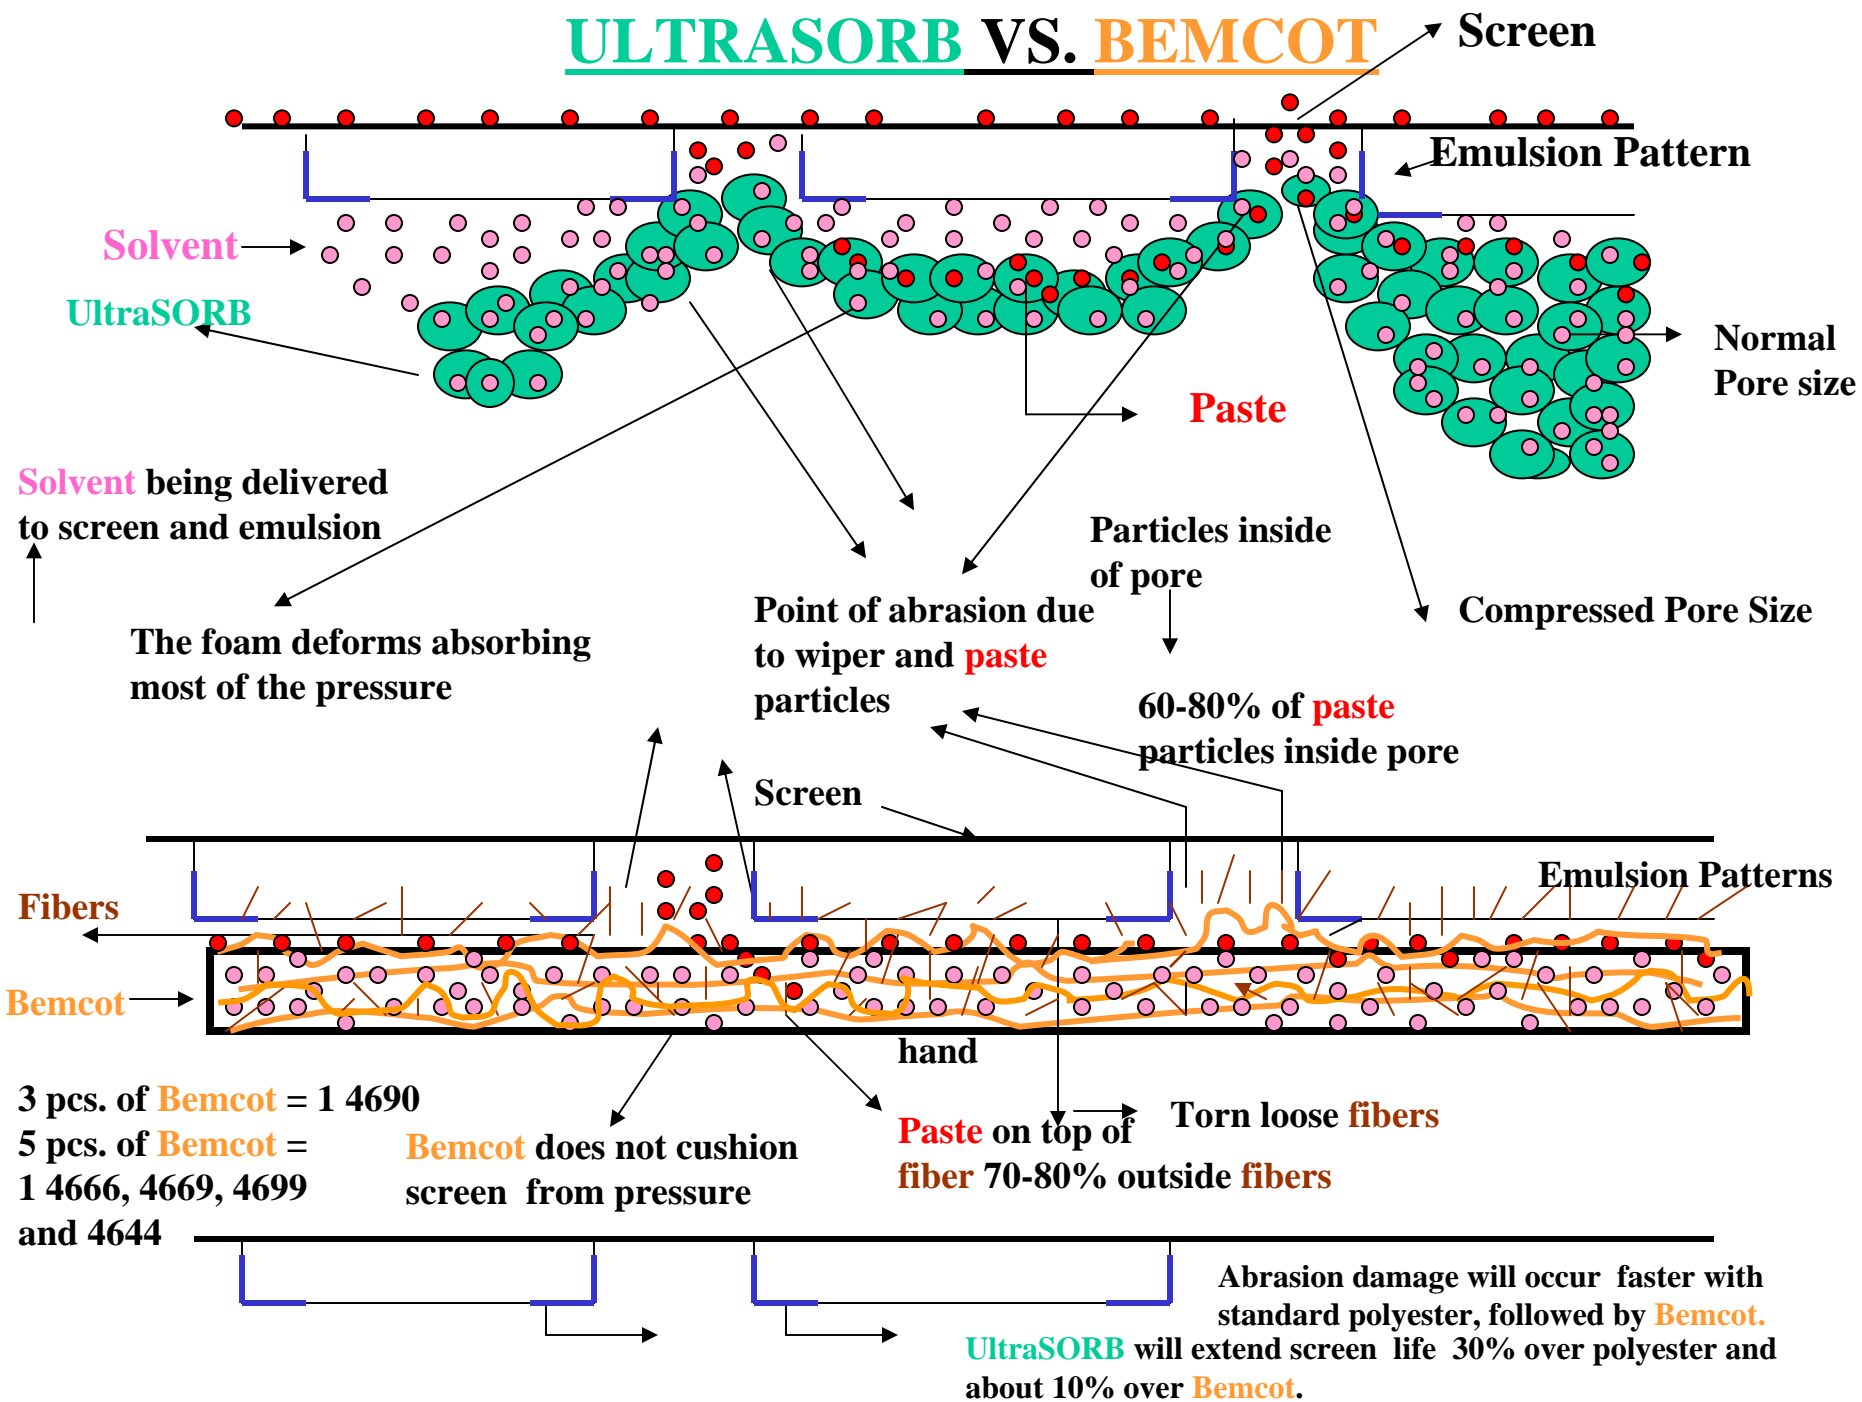 ULTRASORB VS. BEMCOT
Screen
Emulsion Pattern
Solvent
UltraSORB
Normal
Pore size
Paste
Solvent being delivered
to screen and emulsion
Particles inside
of pore
The foam deforms absorbing
most of the pressure
Point of abrasion due
to wiper and paste
particles
Compressed Pore Size
60-80% of paste
particles inside pore
Screen
Emulsion Patterns
Fibers
Bemcot
hand
3 pcs. of Bemcot = 1 4690
5 pcs. of Bemcot =
1 4666, 4669, 4699
and 4644
Bemcot does not cushion
screen from pressure
Paste on top of
fiber 70-80% outside fibers
Torn loose fibers
Abrasion damage will occur faster with
standard polyester, followed by Bemcot.
UltraSORB will extend screen life 30% over polyester and
about 10% over Bemcot.